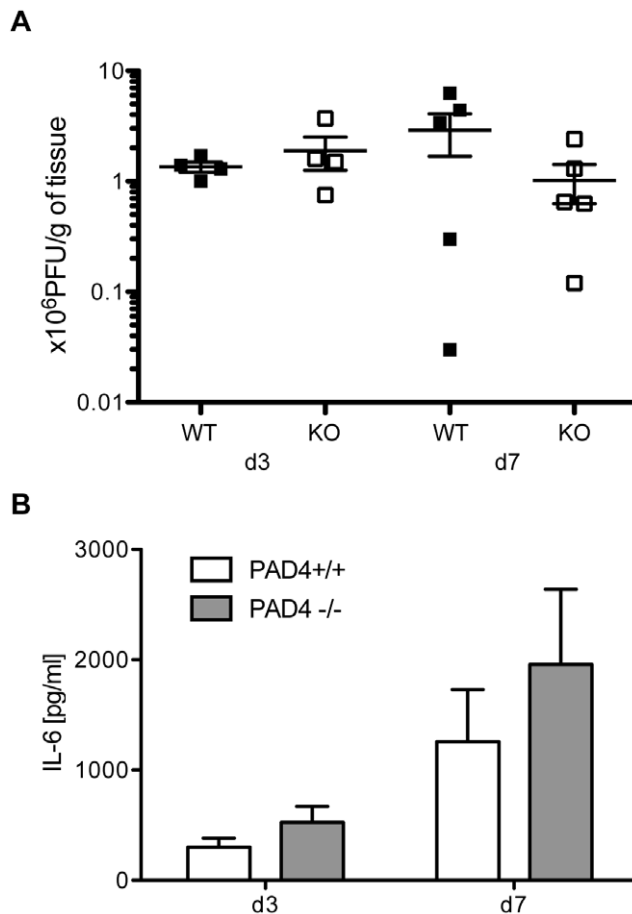 A
x10⁶PFU/g of tissue
10
1
0.1
0.01
WT KO WT KO
d3 d7
B
IL-6 [pg/ml]
3000
2000
1000
0
PAD4+/+
PAD4 -/-
d3 d7